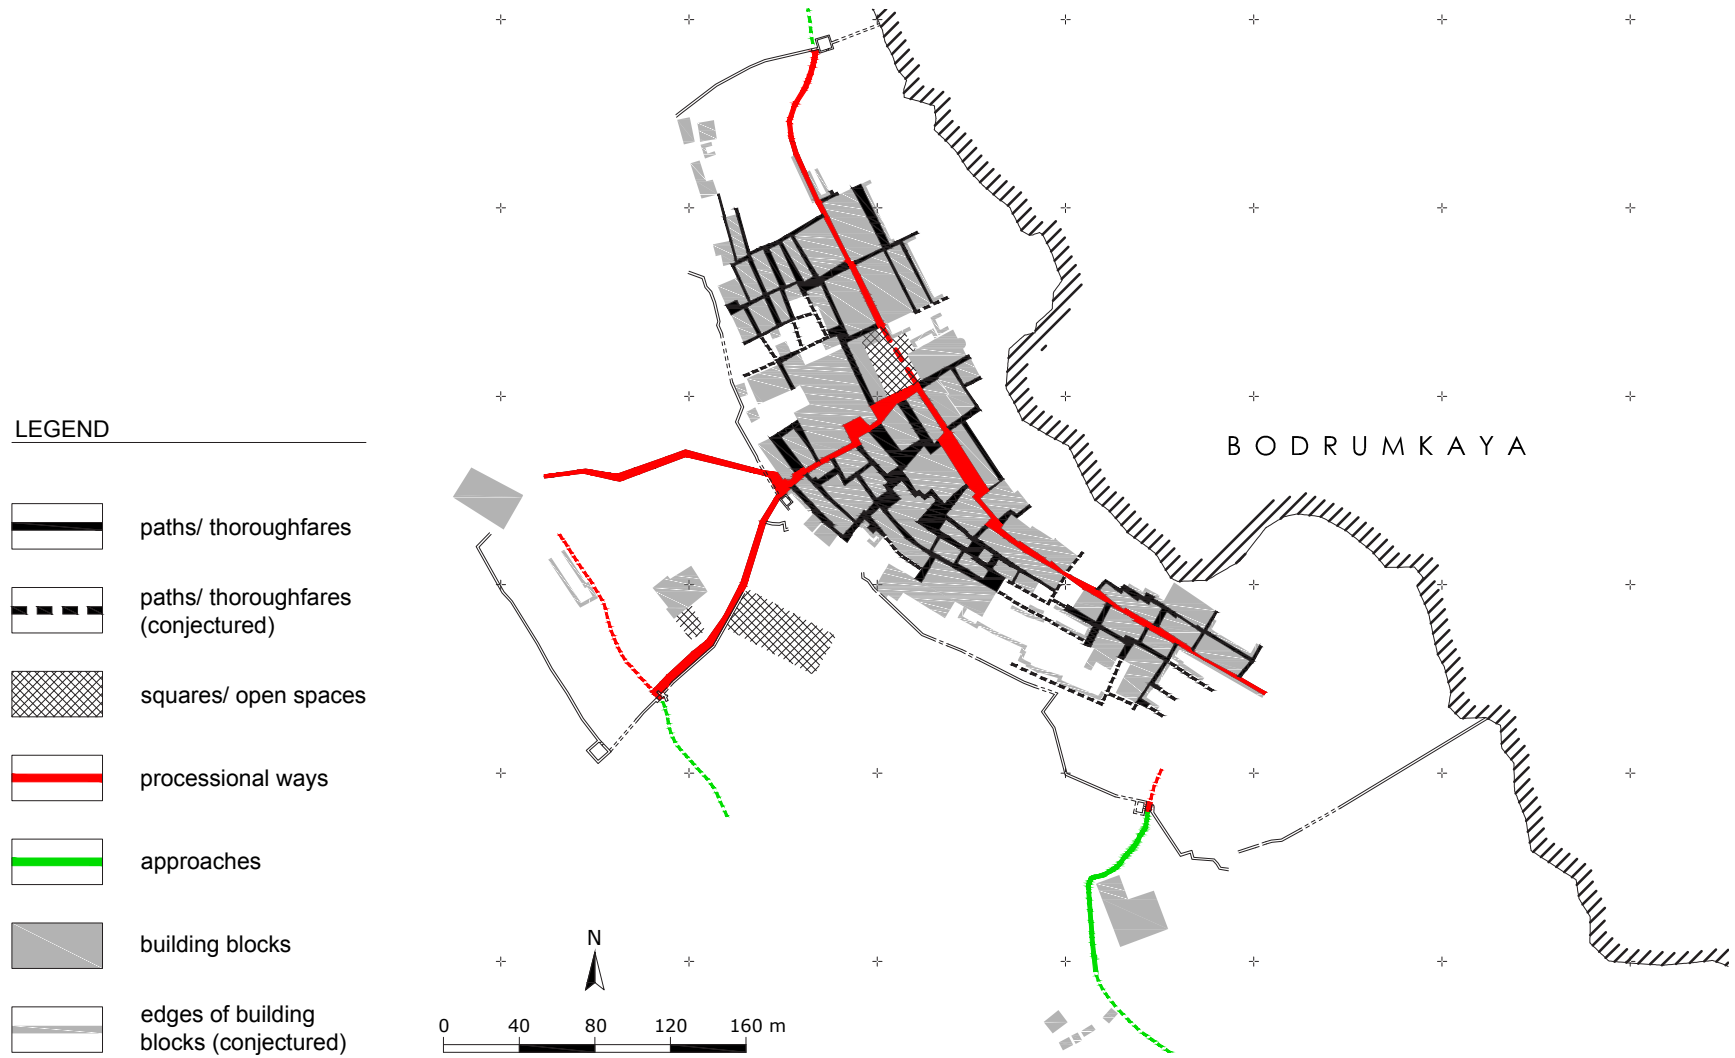 BODRUMKAYA
LEGEND
paths/ thoroughfares
paths/ thoroughfares
(conjectured)
squares/ open spaces
processional ways
approaches
building blocks
edges of building
blocks (conjectured)
N
0 40 80 120 160 m